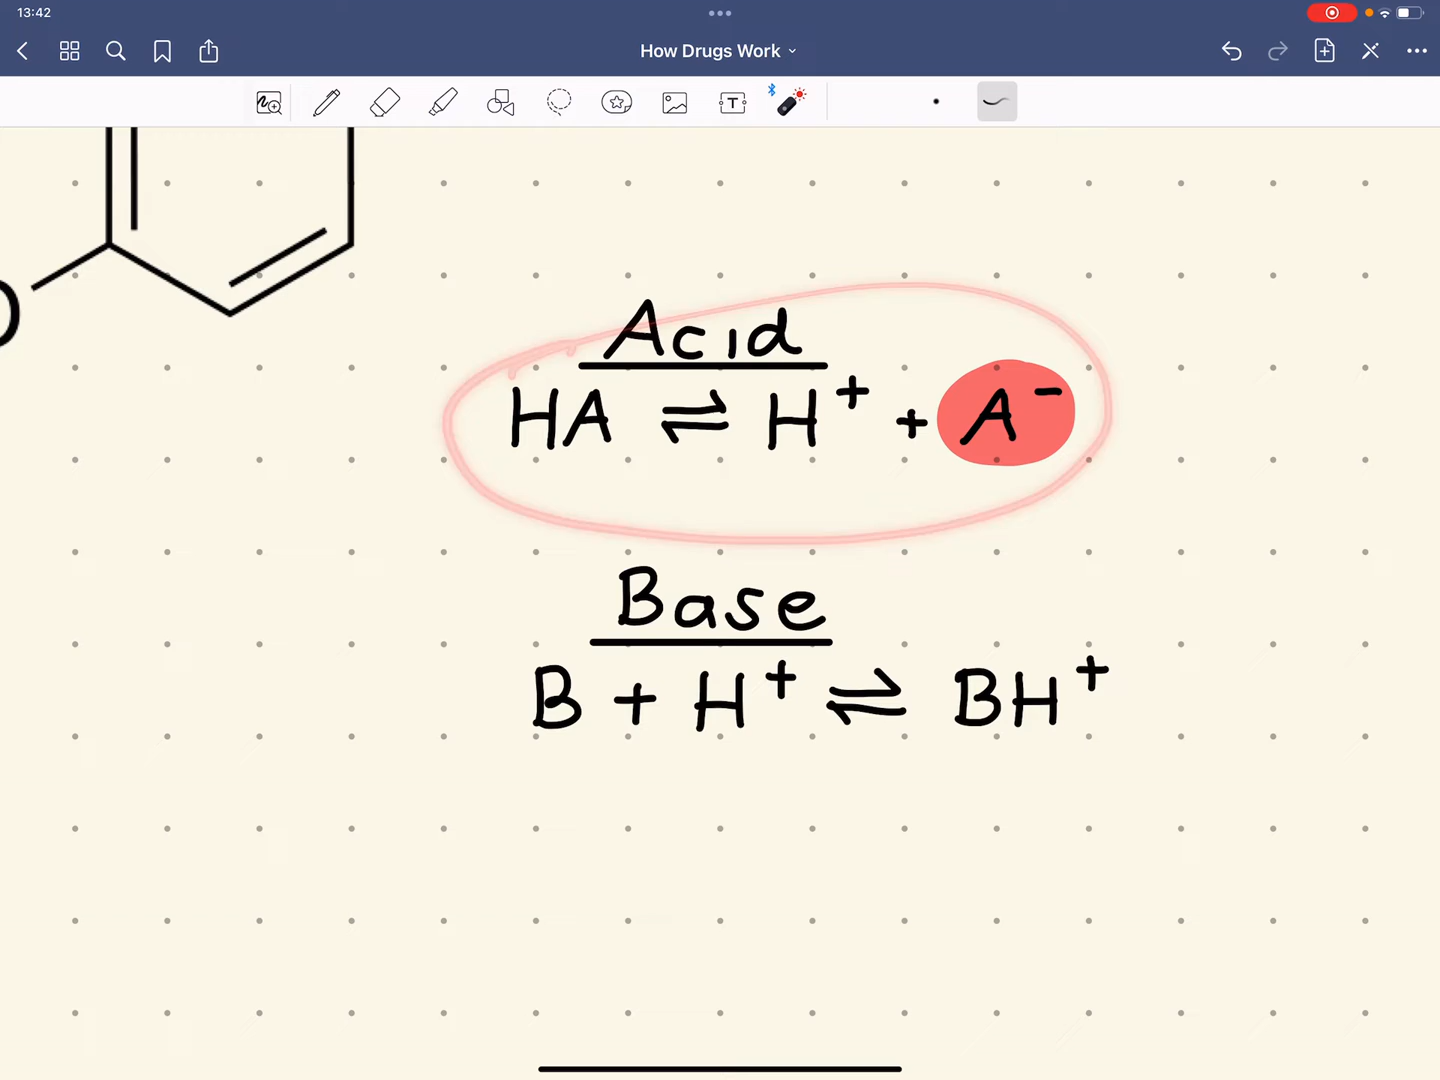 13:42
How Drugs Work
T
O
Acid
HA ⇌ H⁺ + A⁻
Base
B + H⁺ ⇌ BH⁺